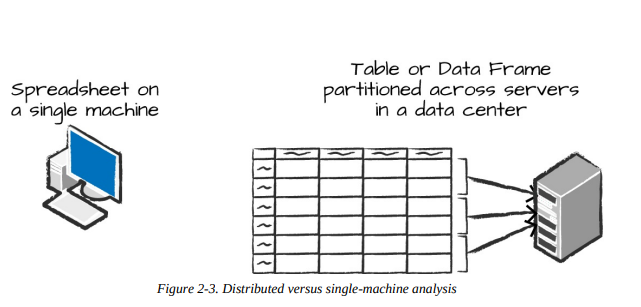 Spreadsheet on
a single machine
Table or Data Frame
partitioned across servers
in a data center
Figure 2-3. Distributed versus single-machine analysis